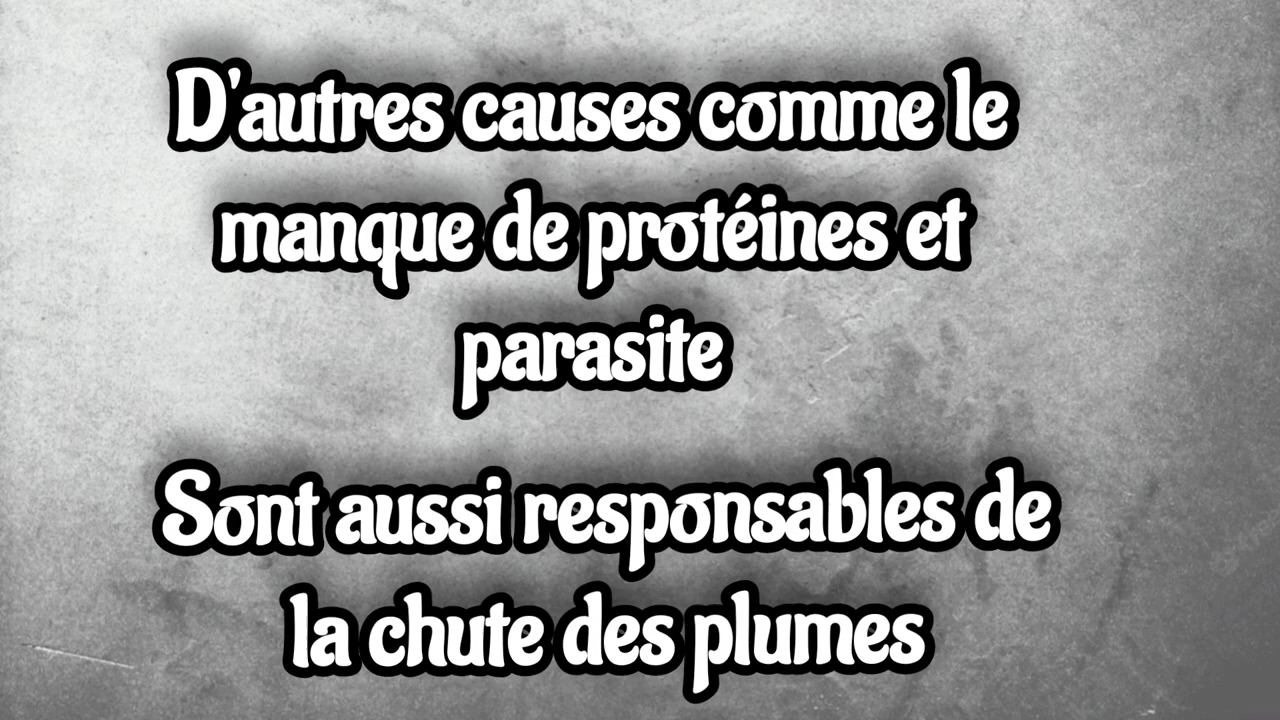 D'autres causes comme le
manque de protéines et
parasite
Sont aussi responsables de
la chute des plumes